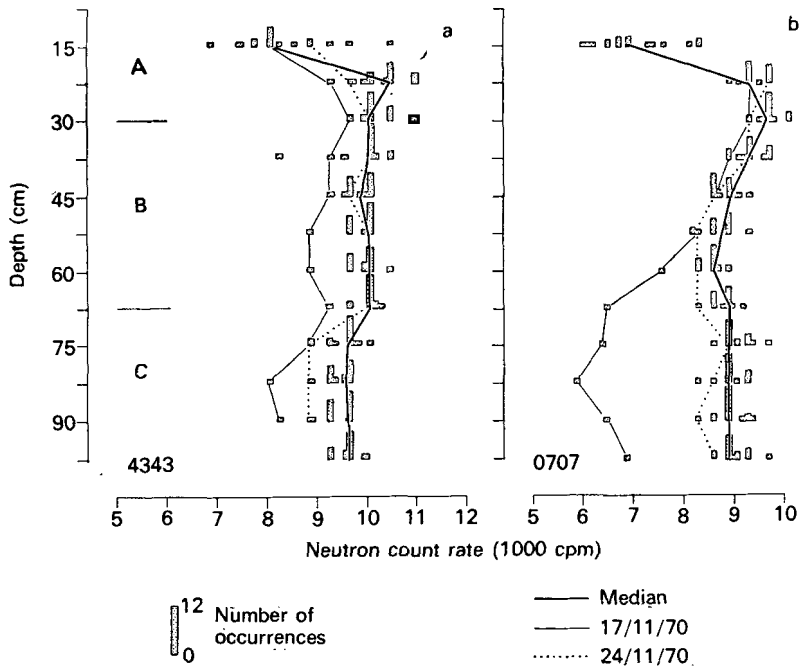 a
b
15
30
45
60
75
90
Depth (cm)
A
B
C
4343
0707
5 6 7 8 9 10 11 12
5 6 7 8 9 10
Neutron count rate (1000 cpm)
12
0
Number of
occurrences
Median
17/11/70
24/11/70